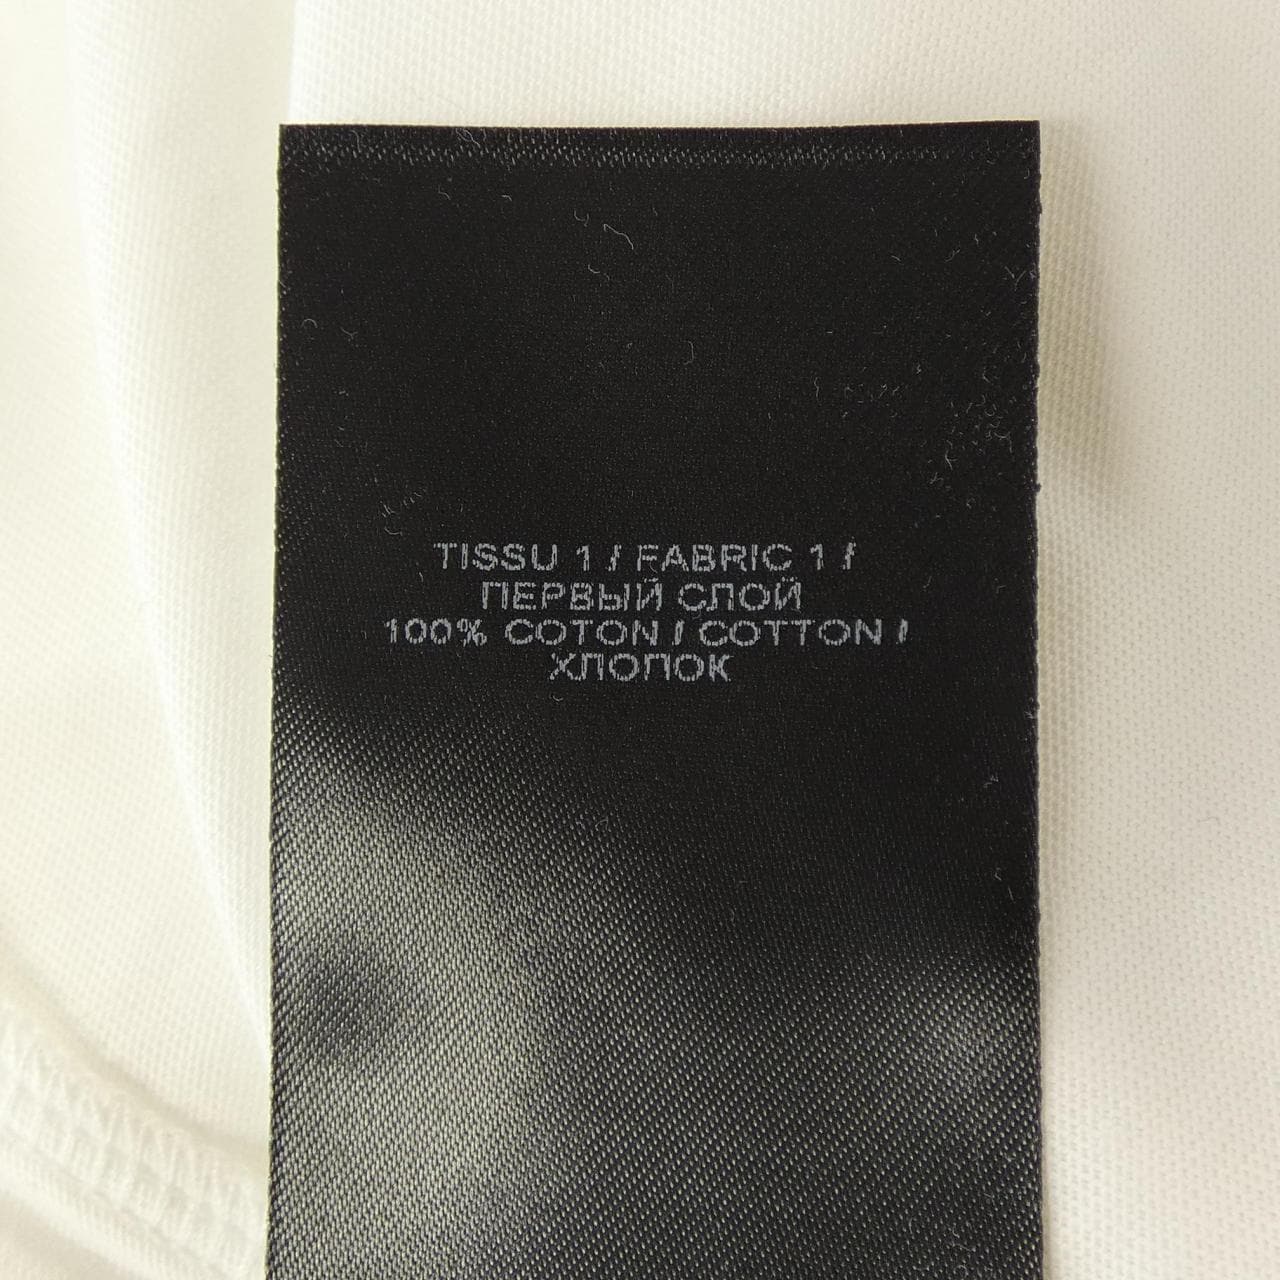 TISSU 1 / FABRIC 1 /
ПЕРВЫЙ СЛОЙ
100% COTON / COTTON /
ХЛОПОК